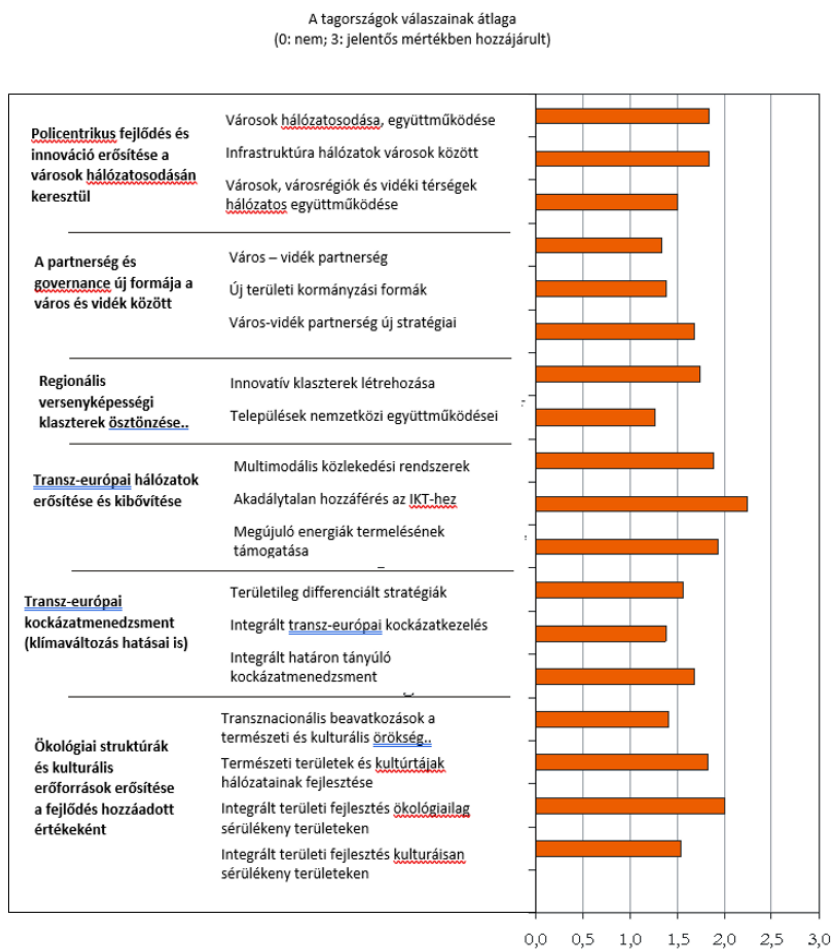 A tagországok válaszainak átlaga
(0: nem; 3: jelentős mértékben hozzájárult)
Policentrikus fejlődés és
innováció erősítése a
városok hálózatosodásán
keresztül
Városok hálózatosodása, együttműködése
Infrastruktúra hálózatok városok között
Városok, városrégiók és vidéki térségek
hálózatos együttműködése
A partnerség és
governance új formája a
város és vidék között
Város – vidék partnerség
Új területi kormányzási formák
Város-vidék partnerség új stratégiai
Regionális
versenyképességi
klaszterek ösztönzése..
Innovatív klaszterek létrehozása
Települések nemzetközi együttműködései
Transz-európai hálózatok
erősítése és kibővítése
Multimodális közlekedési rendszerek
Akadálytalan hozzáférés az IKT-hez
Megújuló energiák termelésének
támogatása
Transz-európai
kockázatmenedzsment
(klímaváltozás hatásai is)
Területileg differenciált stratégiák
Integrált transz-európai kockázatkezelés
Integrált határon tányúló
kockázatmenedzsment
Ökológiai struktúrák
és kulturális
erőforrások erősítése
a fejlődés hozzáadott
értékeként
Transznacionális beavatkozások a
természeti és kulturális örökség..
Természeti területek és kultúrtájak
hálózatainak fejlesztése
Integrált területi fejlesztés ökológiailag
sérülékeny területeken
Integrált területi fejlesztés kulturáisan
sérülékeny területeken
0,0 0,5 1,0 1,5 2,0 2,5 3,0